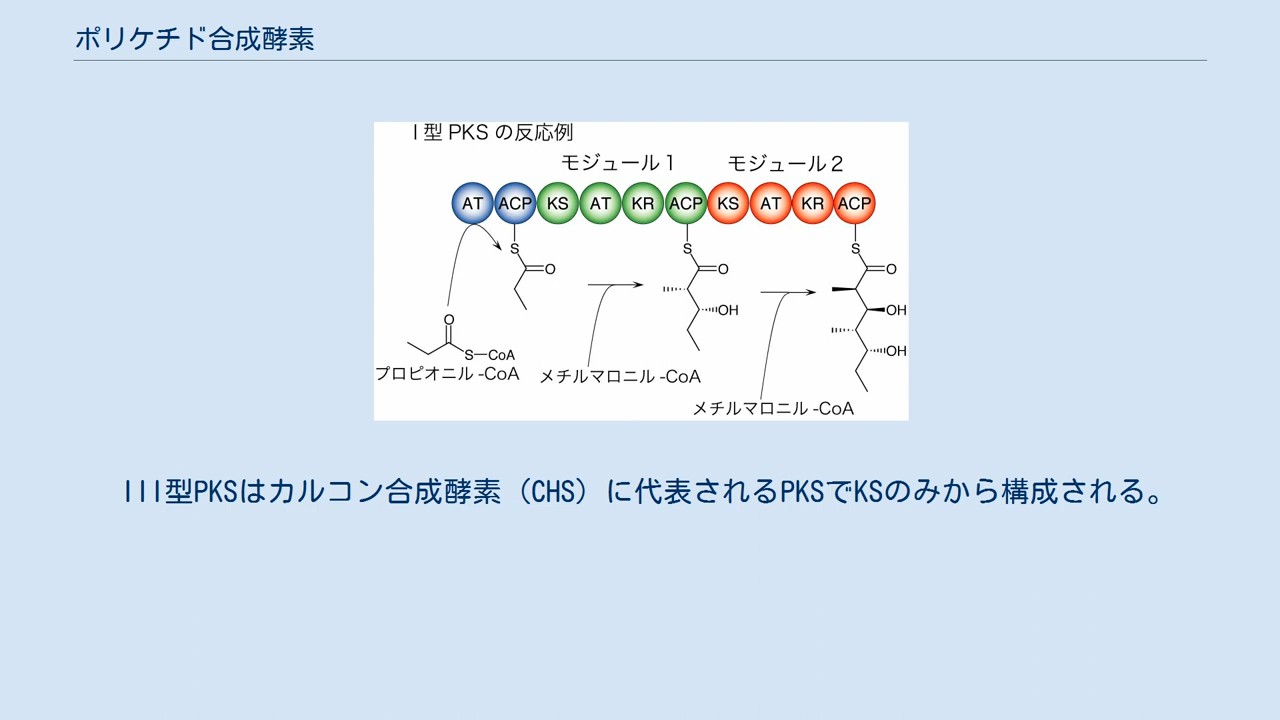 ポリケチド合成酵素
I 型 PKS の反応例
モジュール 1 モジュール 2
AT ACP KS AT KR ACP KS AT KR ACP
S S S
O O O
OH OH
O OH
S CoA
プロピオニル -CoA メチルマロニル -CoA
メチルマロニル -CoA
III型PKSはカルコン合成酵素（CHS）に代表されるPKSでKSのみから構成される。